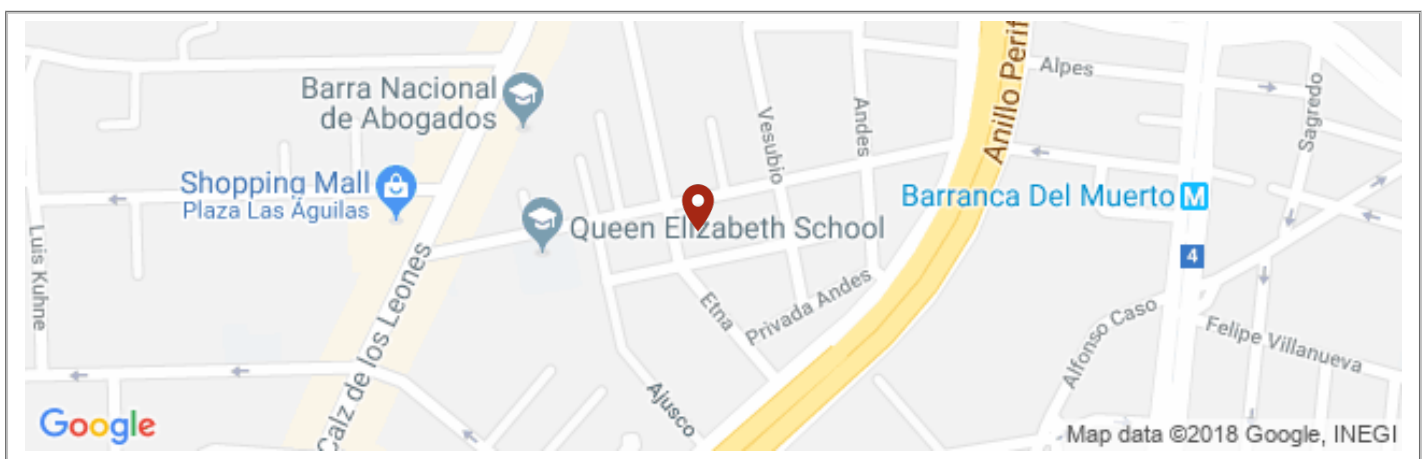 Barra Nacional
de Abogados
Shopping Mall
Plaza Las Águilas
Queen Elizabeth School
Luis Kuhne
Calz de los Leones
Vesubio
Andes
Anillo Perif
Alpes
Sagredo
Barranca Del Muerto M
4
Etna
Privada Andes
Ajusco
Alfonso Caso
Felipe Villanueva
Google
Map data ©2018 Google, INEGI